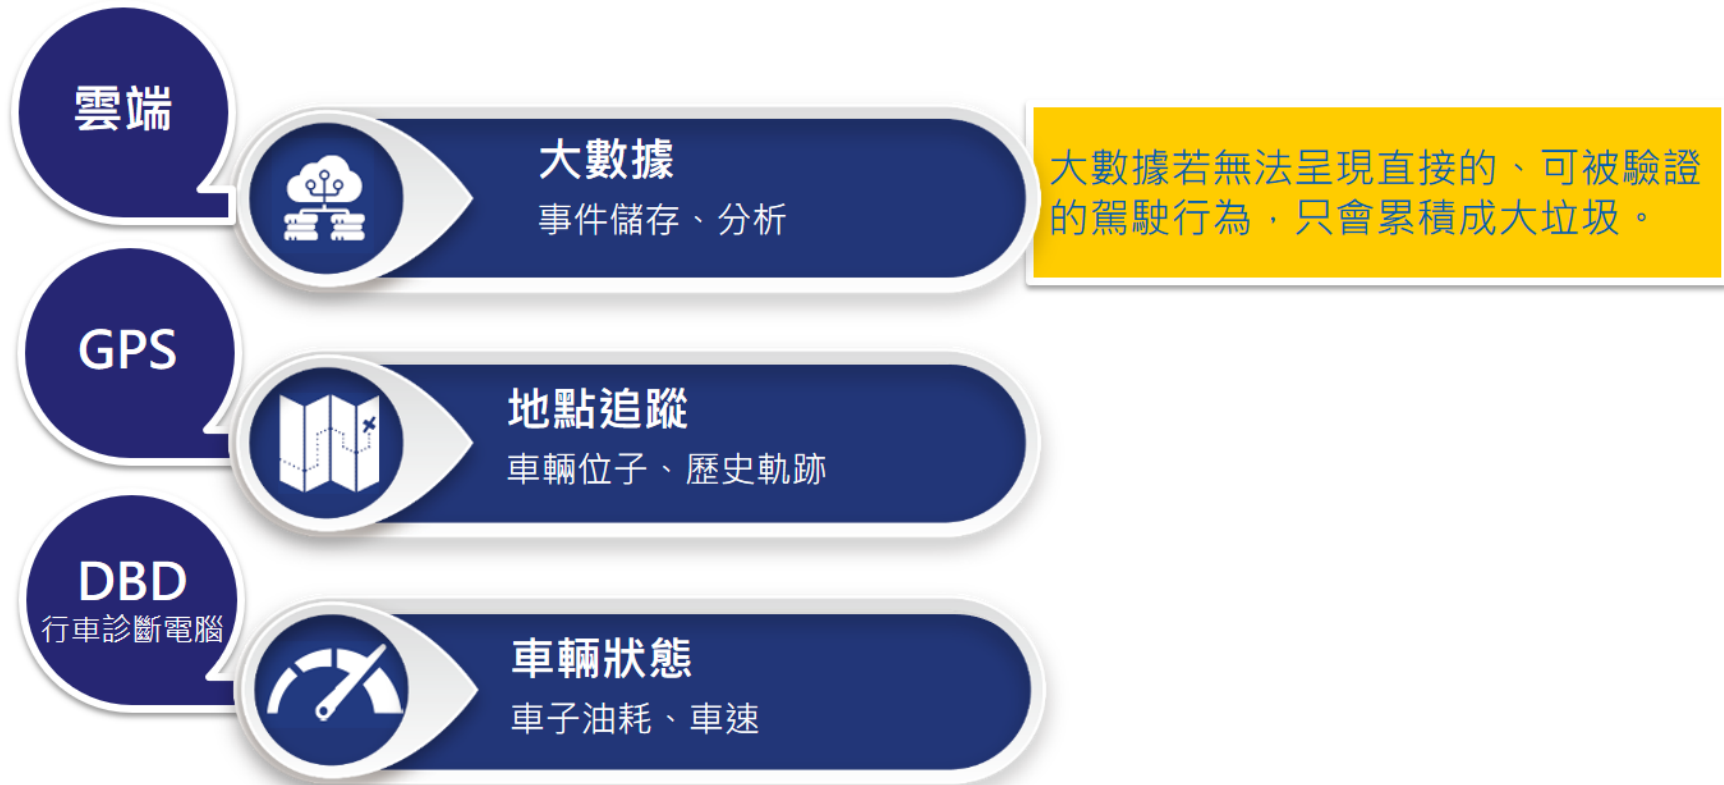 雲端
大數據
事件儲存、分析
大數據若無法呈現直接的、可被驗證
的駕駛行為，只會累積成大垃圾。
GPS
地點追蹤
車輛位子、歷史軌跡
DBD
行車診斷電腦
車輛狀態
車子油耗、車速